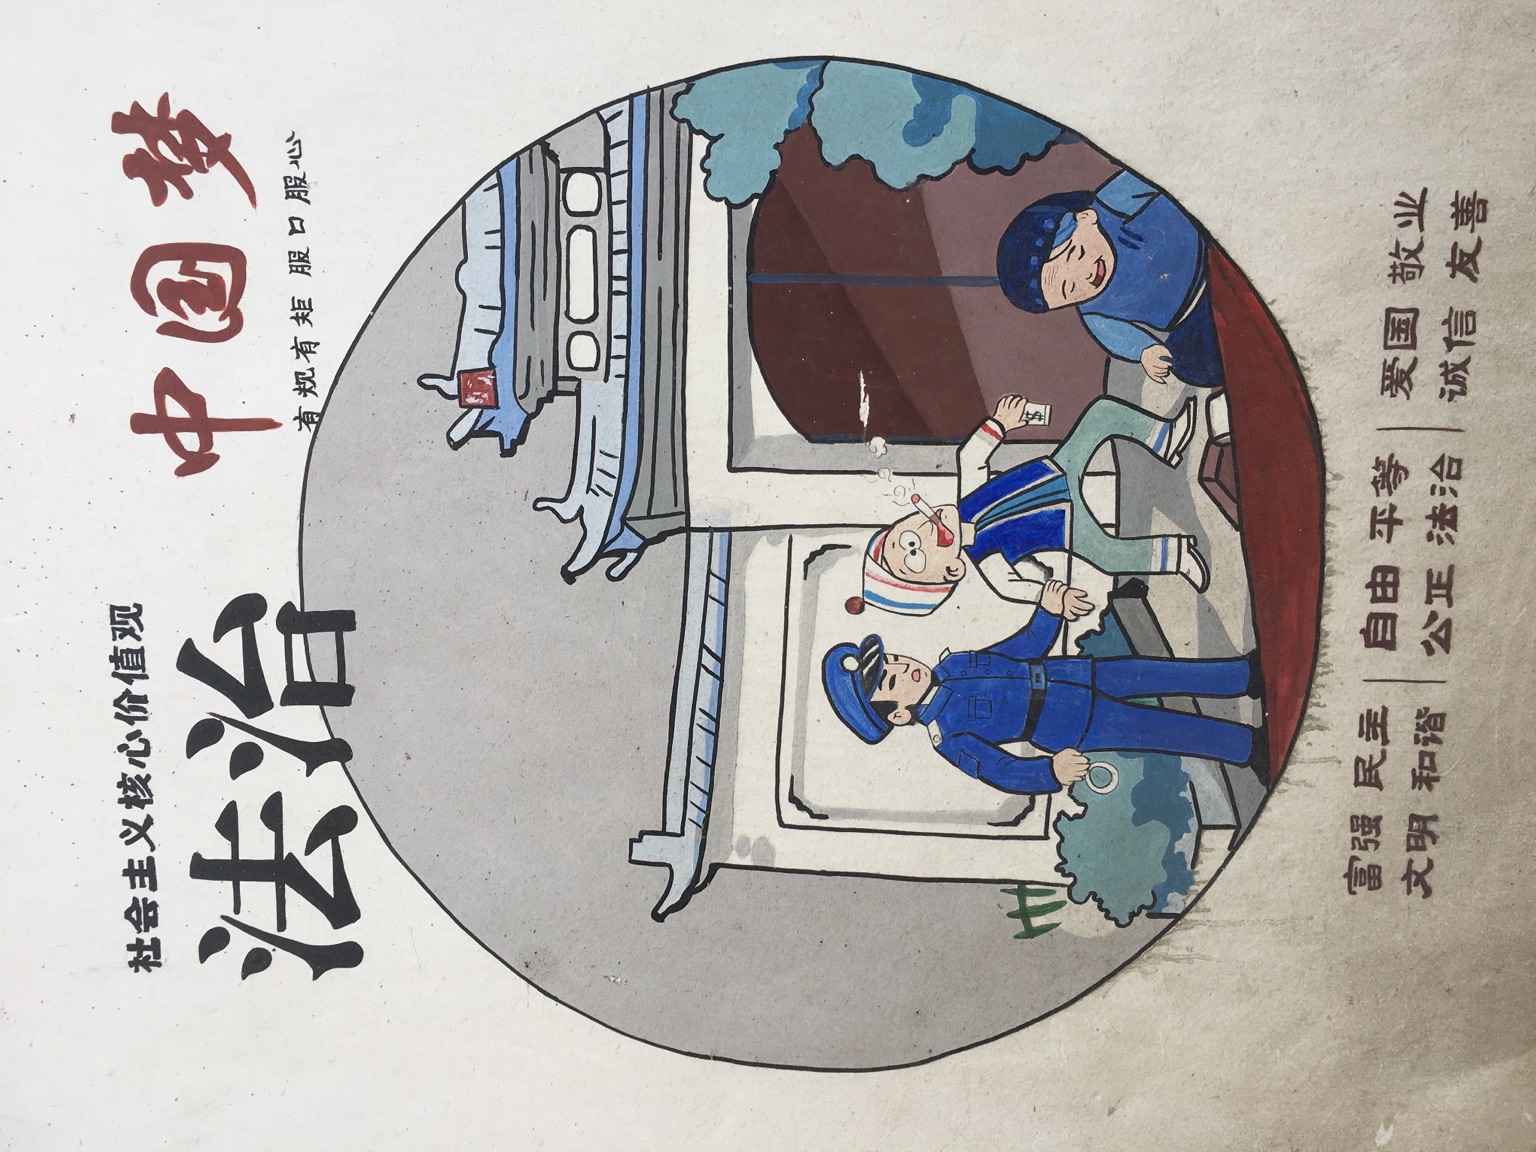 社会主义核心价值观
法治
中国梦
有规有矩 服口服心
$
富强 民主
文明 和谐
自由 平等
公正 法治
爱国 敬业
诚信 友善